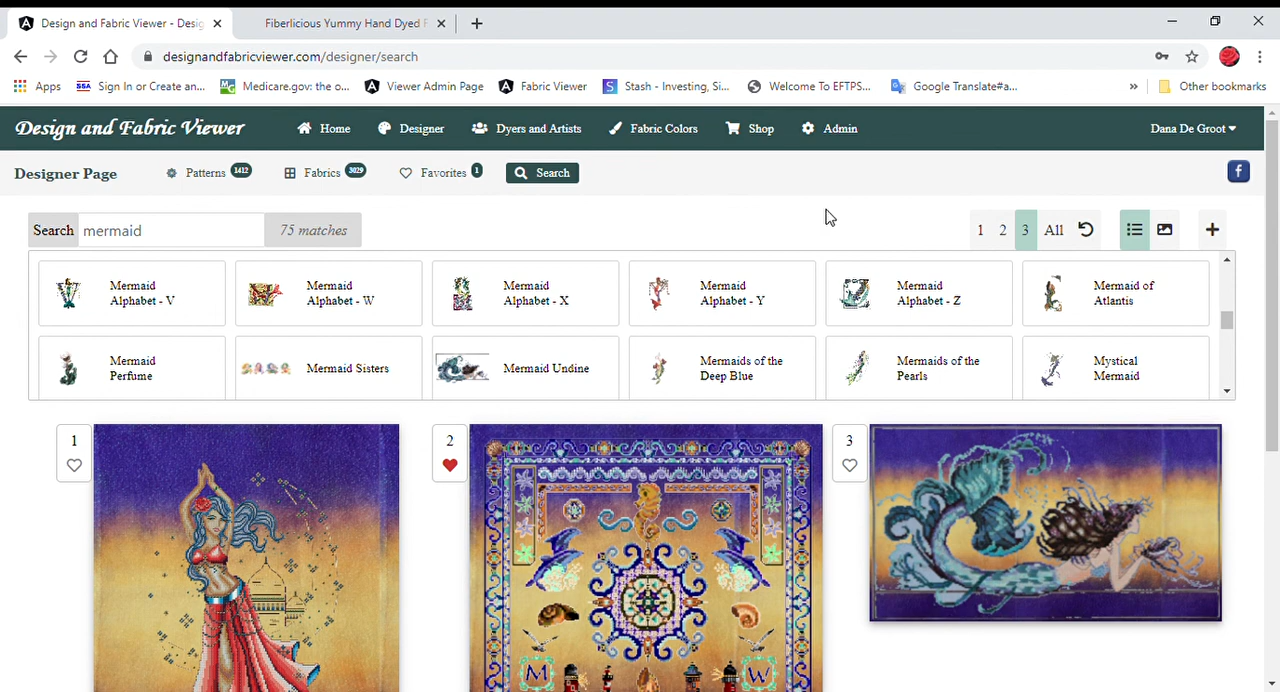 Design and Fabric Viewer - Desig
Fiberlicious Yummy Hand Dyed F
designandfabricviewer.com/designer/search
Apps
SSA
Sign In or Create an...
Medicare.gov: the o...
Viewer Admin Page
Fabric Viewer
S
Stash - Investing, Si...
Welcome To EFTPS...
Google Translate#a...
»
Other bookmarks
Design and Fabric Viewer
Home
Designer
Dyers and Artists
Fabric Colors
Shop
Admin
Dana De Groot
Designer Page
Patterns 1412
Fabrics 3029
Favorites 1
Search
f
Search
mermaid
75 matches
1
2
3
All
Mermaid
Alphabet - V
Mermaid
Alphabet - W
Mermaid
Alphabet - X
Mermaid
Alphabet - Y
Mermaid
Alphabet - Z
Mermaid of
Atlantis
Mermaid
Perfume
Mermaid Sisters
Mermaid Undine
Mermaids of the
Deep Blue
Mermaids of the
Pearls
Mystical
Mermaid
1
2
3
M
W